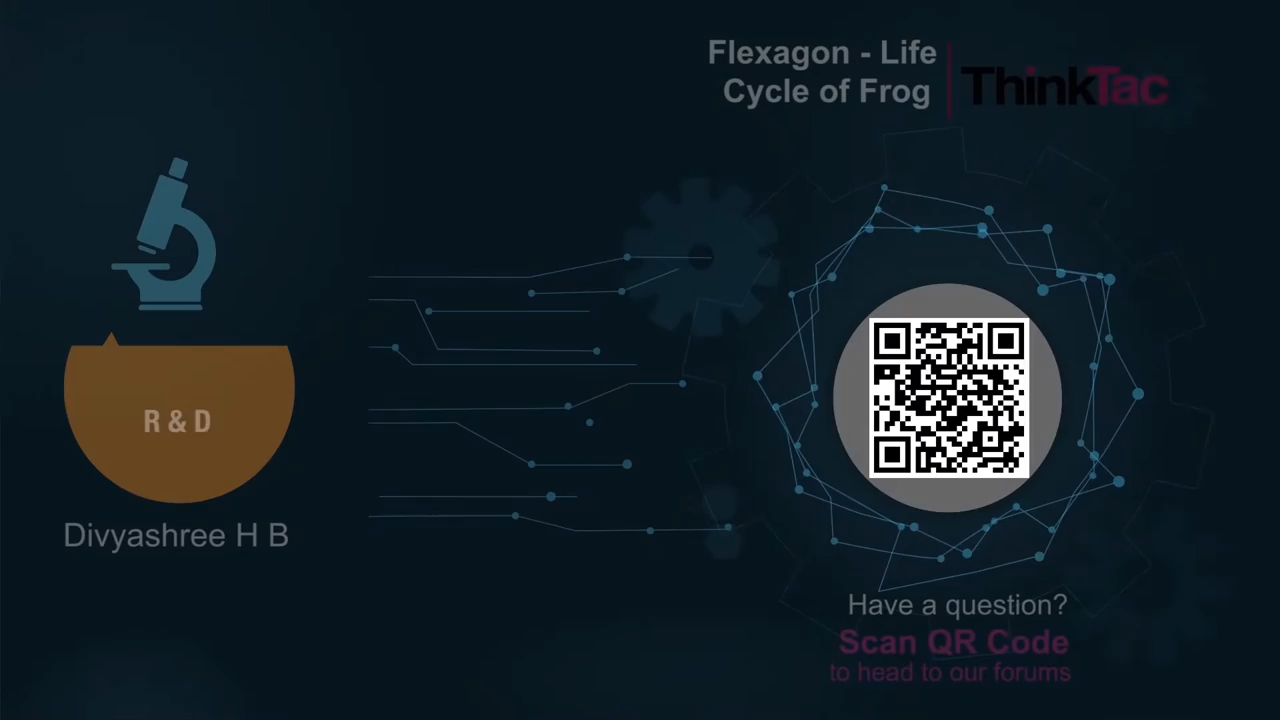 Flexagon - Life
Cycle of Frog
ThinkTac
R & D
Divyashree H B
Have a question?
Scan QR Code
to head to our forums